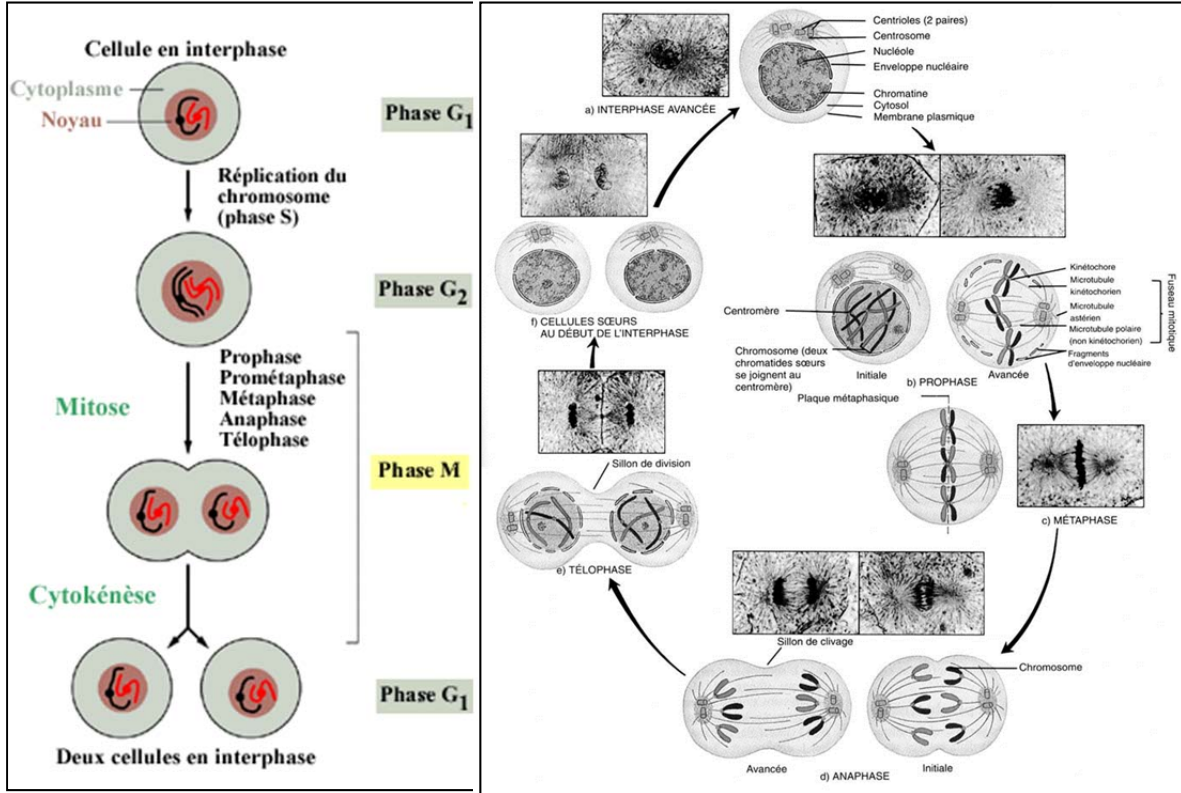 Cellule en interphase
Cytoplasme
Noyau
Phase G1
Réplication du
chromosome
(phase S)
Phase G2
Prophase
Prométaphase
Métaphase
Anaphase
Télophase
Mitose
Phase M
Cytokénèse
Phase G1
Deux cellules en interphase
Centrioles (2 paires)
Centrosome
Nucléole
Enveloppe nucléaire
Chromatine
Cytosol
Membrane plasmique
a) INTERPHASE AVANCÉE
Kinétochore
Microtubule
kinétochorien
Microtubule
astérien
Microtubule polaire
(non kinétochorien)
Fragments
d'enveloppe nucléaire
Fuseau mitotique
Centromère
Chromosome (deux
chromatides sœurs
se joignent au
centromère)
Initiale
Avancée
b) PROPHASE
Plaque métaphasique
c) MÉTAPHASE
Chromosome
Sillon de clivage
Avancée
Initiale
d) ANAPHASE
Sillon de division
e) TÉLOPHASE
f) CELLULES SŒURS
AU DÉBUT DE L'INTERPHASE